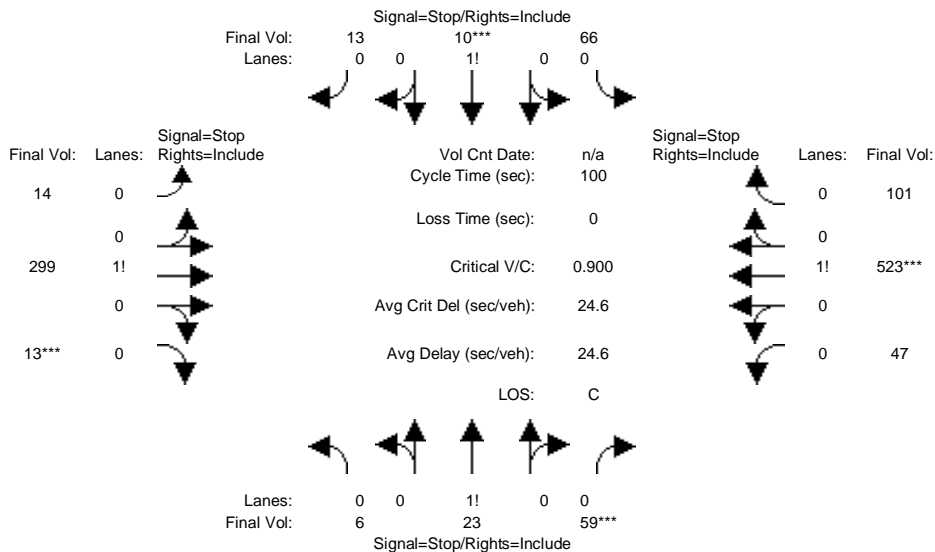 Signal=Stop/Rights=Include
Final Vol: 13 10*** 66
Lanes: 0 0 1! 0 0
Signal=Stop
Final Vol: Lanes: Rights=Include
Vol Cnt Date: n/a
Signal=Stop
Rights=Include Lanes: Final Vol:
Cycle Time (sec): 100
14 0
0 101
Loss Time (sec): 0
0
0
299 1!
Critical V/C: 0.900
1! 523***
0
Avg Crit Del (sec/veh): 24.6
0
13*** 0
Avg Delay (sec/veh): 24.6
0 47
LOS: C
Lanes: 0 0 1! 0 0
Final Vol: 6 23 59***
Signal=Stop/Rights=Include